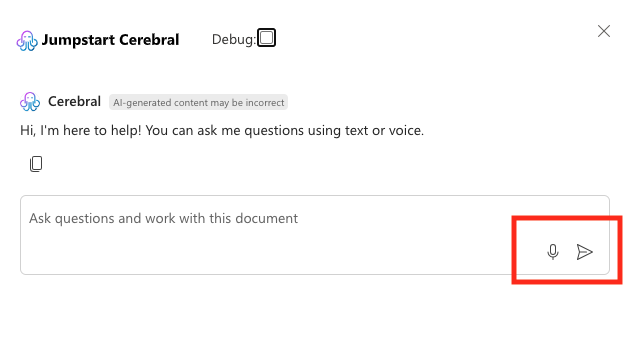 Jumpstart Cerebral Debug:
Cerebral AI-generated content may be incorrect
Hi, I'm here to help! You can ask me questions using text or voice.
Ask questions and work with this document